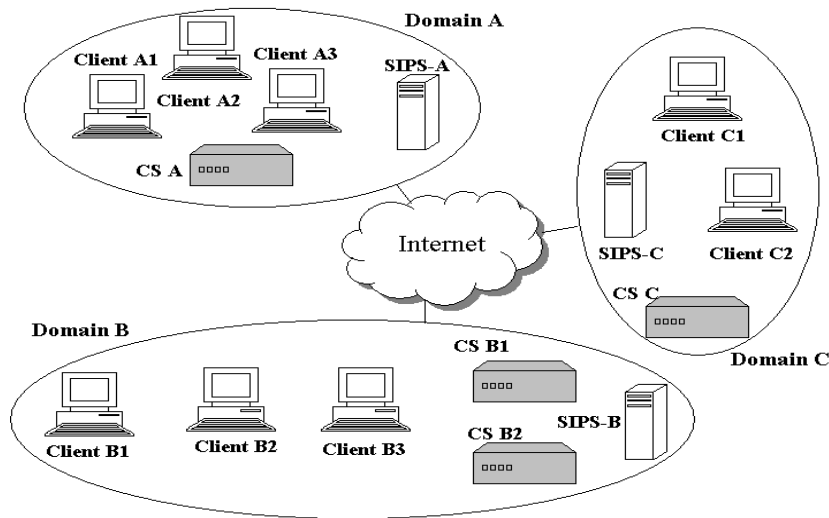 Domain A
Client A1
Client A3
Client A2
SIPS-A
CS A
Client C1
SIPS-C
Client C2
CS C
Domain C
Internet
Domain B
CS B1
CS B2
SIPS-B
Client B1
Client B2
Client B3